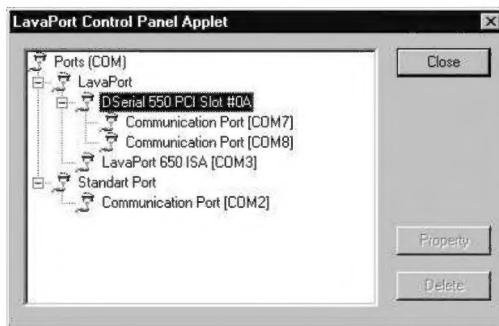 LavaPort Control Panel Applet
Ports (COM)
LavaPort
DSerial 550 PCI Slot #0A
Communication Port [COM7]
Communication Port [COM8]
LavaPort 650 ISA [COM3]
Standart Port
Communication Port [COM2]
Close
Property
Delete